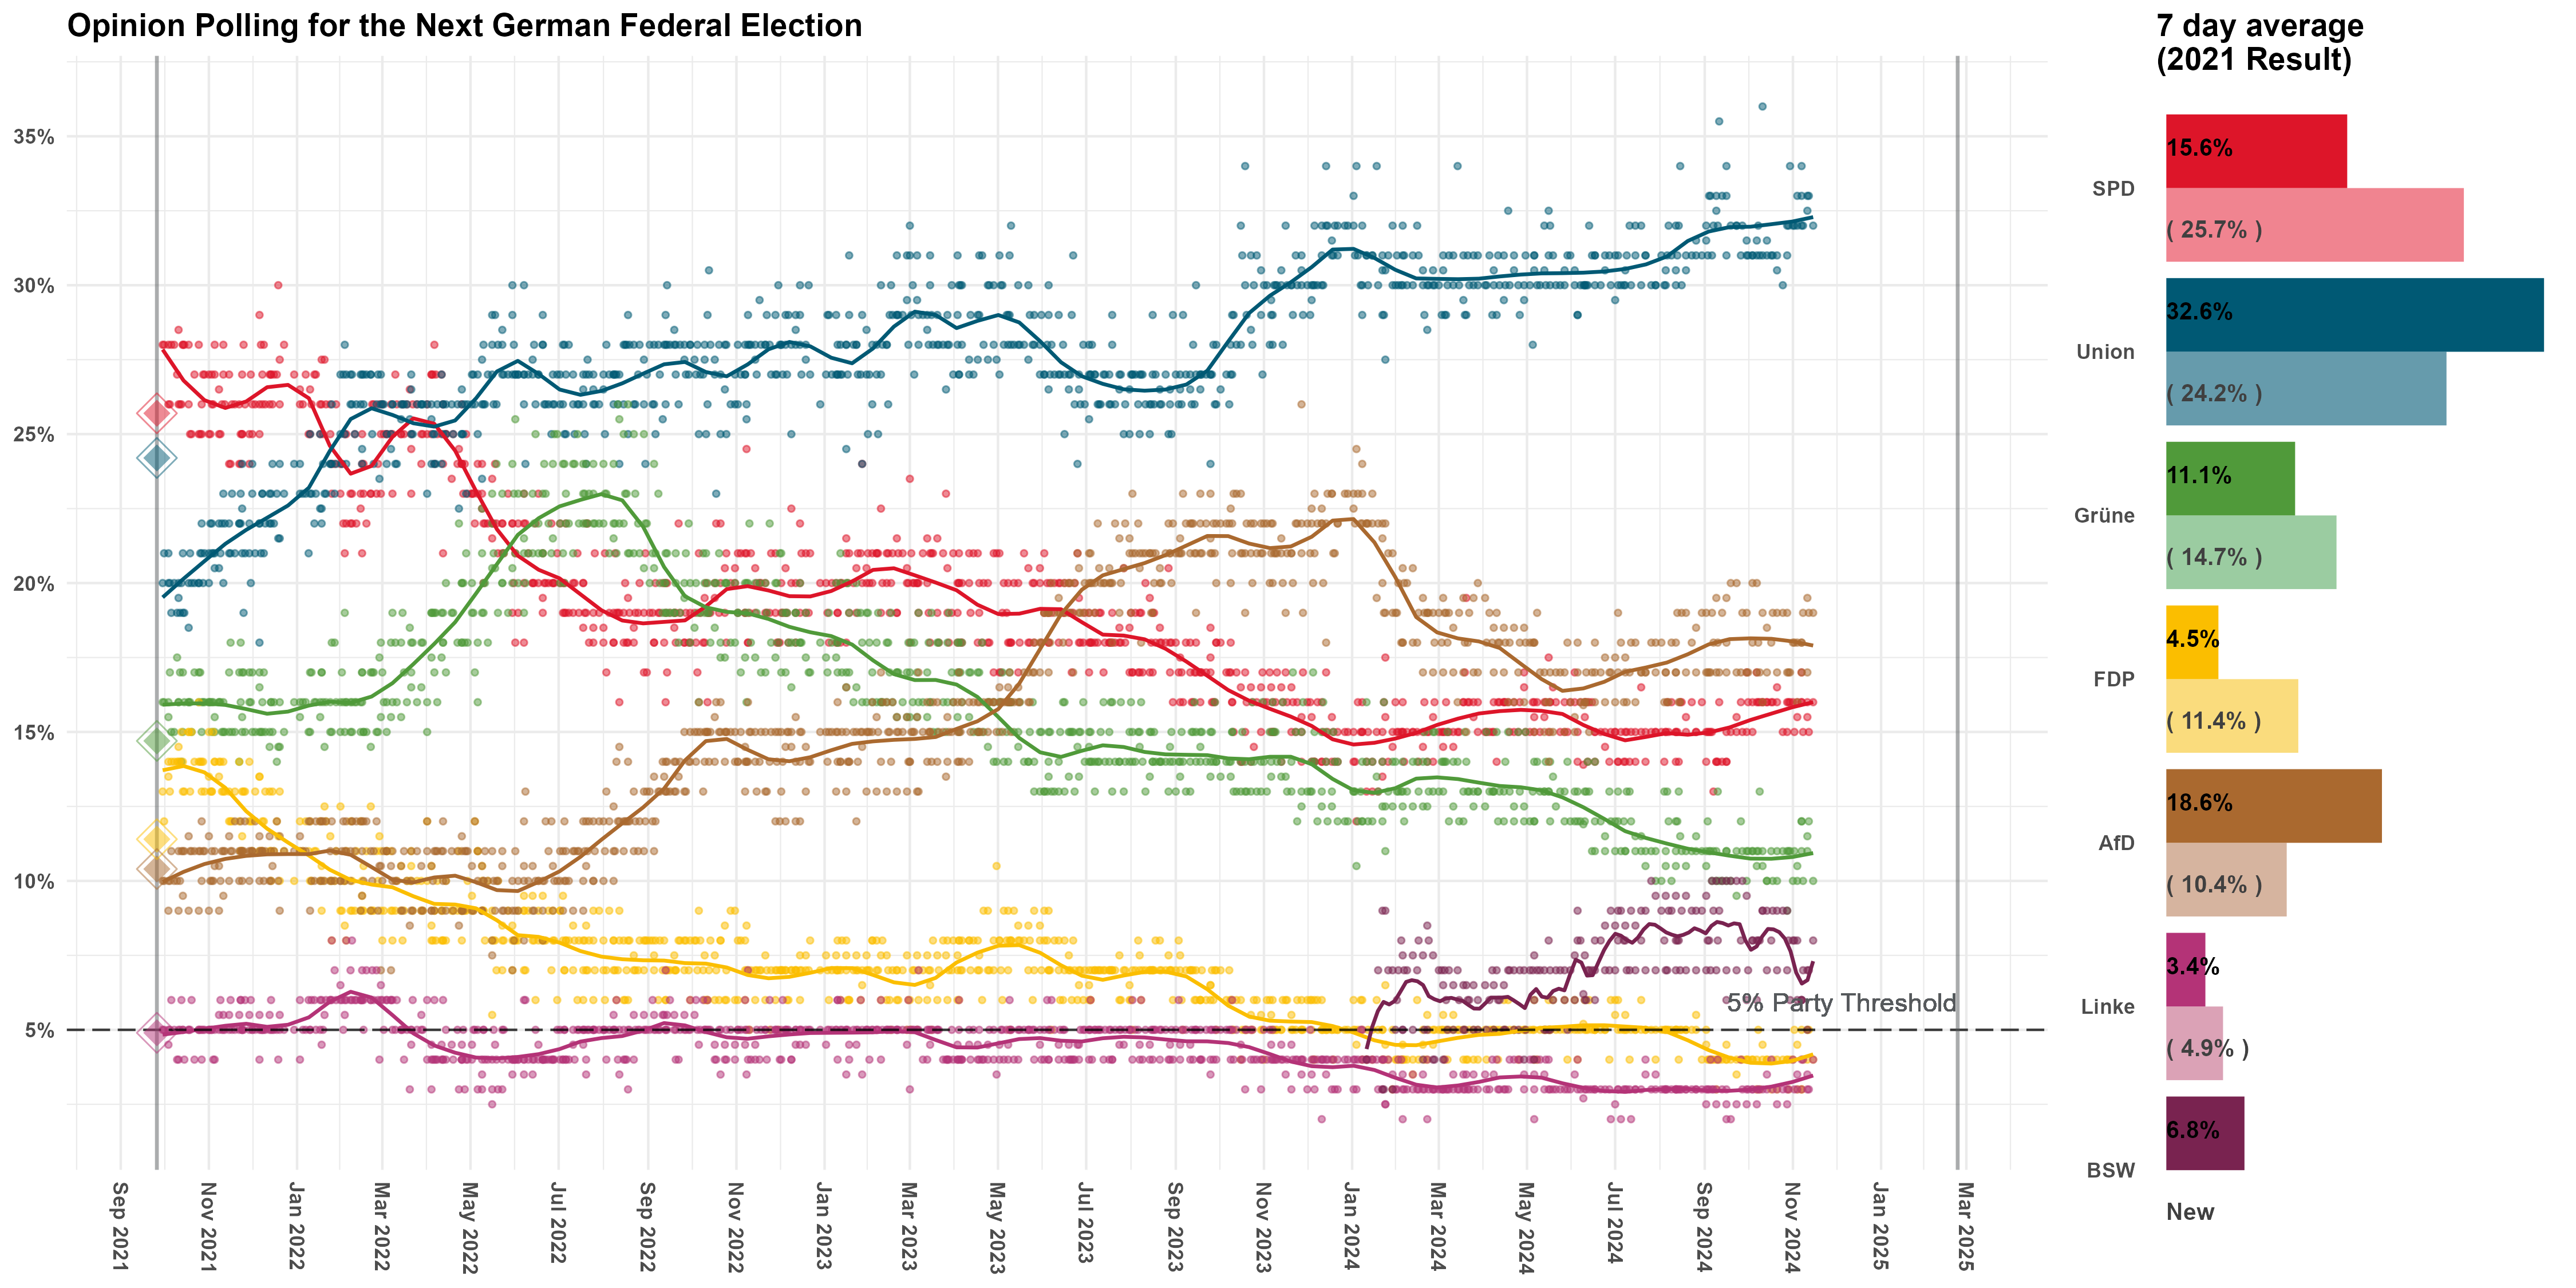 Opinion Polling for the Next German Federal Election
35%
30%
25%
20%
15%
10%
5%
5% Party Threshold
Sep 2021
Nov 2021
Jan 2022
Mar 2022
May 2022
Jul 2022
Sep 2022
Nov 2022
Jan 2023
Mar 2023
May 2023
Jul 2023
Sep 2023
Nov 2023
Jan 2024
Mar 2024
May 2024
Jul 2024
Sep 2024
Nov 2024
Jan 2025
Mar 2025
7 day average
(2021 Result)
SPD
15.6%
( 25.7% )
Union
32.6%
( 24.2% )
Grüne
11.1%
( 14.7% )
FDP
4.5%
( 11.4% )
AfD
18.6%
( 10.4% )
Linke
3.4%
( 4.9% )
BSW
6.8%
New